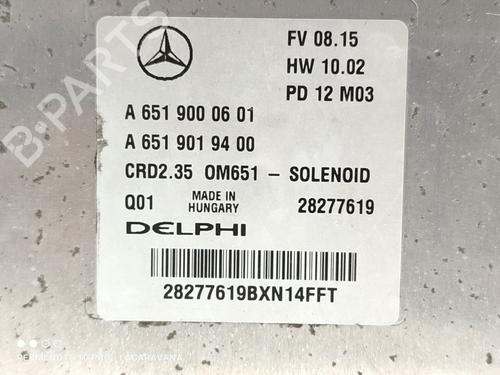 FV 08.15
HW 10.02
PD 12 M03
A 651 900 06 01
A 651 901 94 00
CRD2.35 OM651 - SOLENOID
Q01 MADE IN HUNGARY 28277619
DELPHI
28277619BXN14FFT
B-PARTS